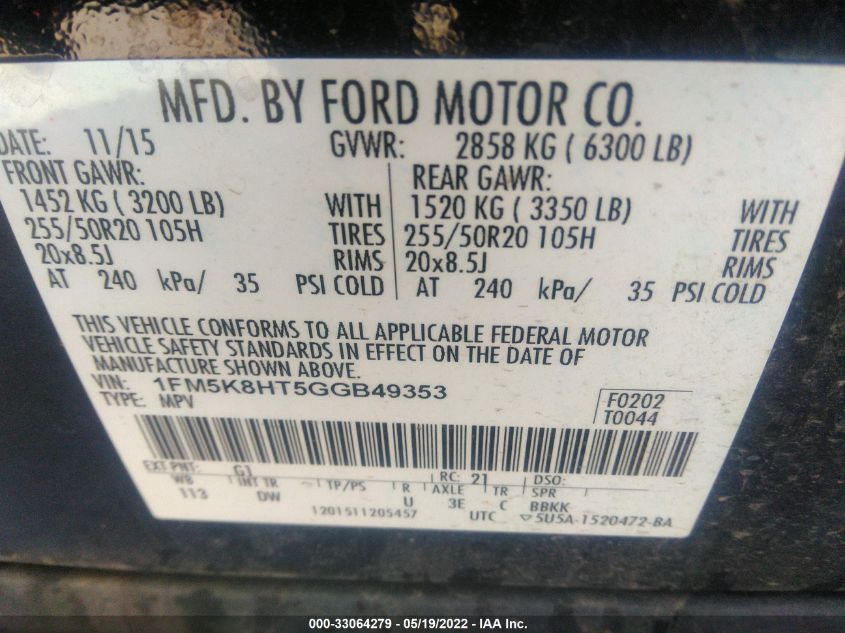 MFD. BY FORD MOTOR CO.
DATE: 11/15 GVWR: 2858 KG ( 6300 LB)
FRONT GAWR: REAR GAWR:
1452 KG ( 3200 LB) WITH 1520 KG ( 3350 LB) WITH
255/50R20 105H TIRES 255/50R20 105H TIRES
20x8.5J RIMS 20x8.5J RIMS
AT 240 kPa/ 35 PSI COLD AT 240 kPa/ 35 PSI COLD
THIS VEHICLE CONFORMS TO ALL APPLICABLE FEDERAL MOTOR
VEHICLE SAFETY STANDARDS IN EFFECT ON THE DATE OF
MANUFACTURE SHOWN ABOVE.
VIN: 1FM5K8HT5GGB49353 F0202
TYPE: MPV T0044
EXT PNT: G1 RC: 21 DSO:
WB INT TR TP/PS R AXLE TR SPR
113 DW U 3E C BBKK
1201511205457 UTC ▽5U5A-1520472-BA
000-33064279 - 05/19/2022 - IAA Inc.